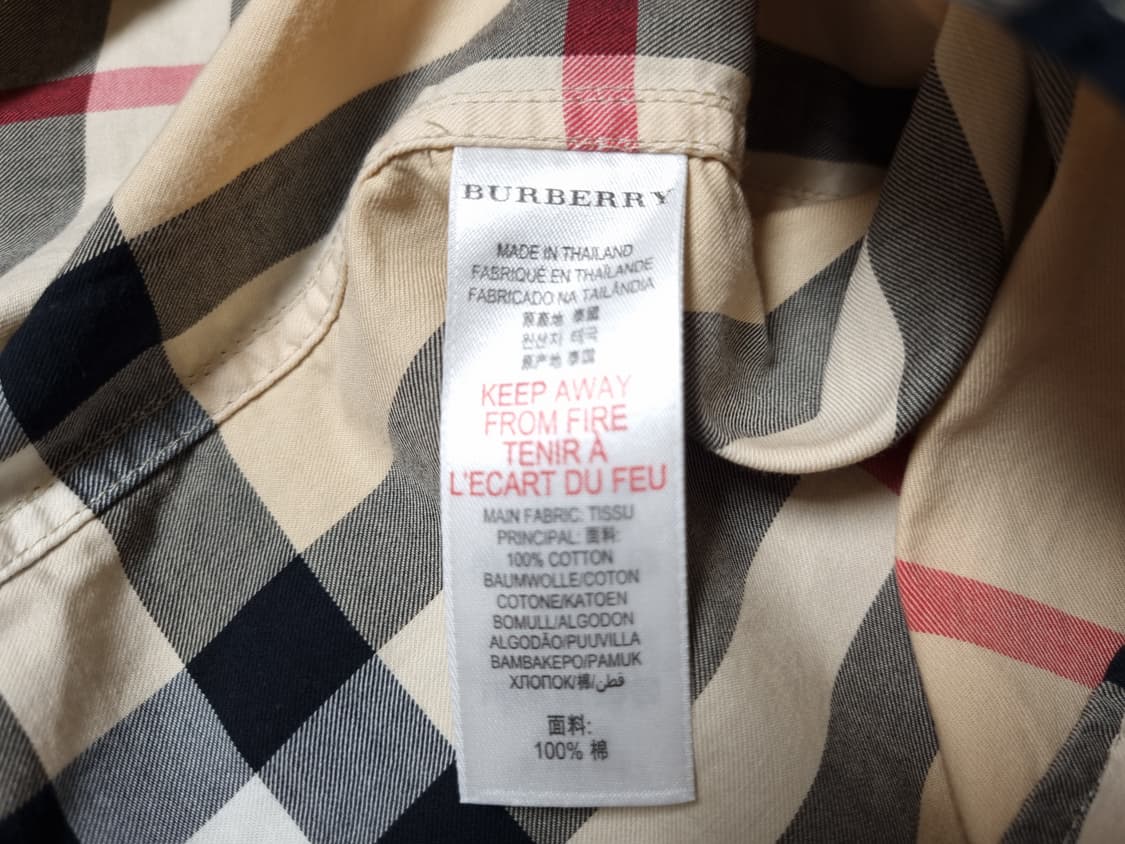 BURBERRY
MADE IN THAILAND
FABRIQUÉ EN THAÏLANDE
FABRICADO NA TAILÂNDIA
原產地 泰國
원산지 태국
原产地 泰国
KEEP AWAY
FROM FIRE
TENIR À
L'ECART DU FEU
MAIN FABRIC: TISSU
PRINCIPAL: 面料:
100% COTTON
BAUMWOLLE/COTON
COTONE/KATOEN
BOMULL/ALGODON
ALGODÃO/PUUVILLA
BAMBAKEPO/PAMUK
ХЛОПОК/棉/قطن
面料:
100% 棉